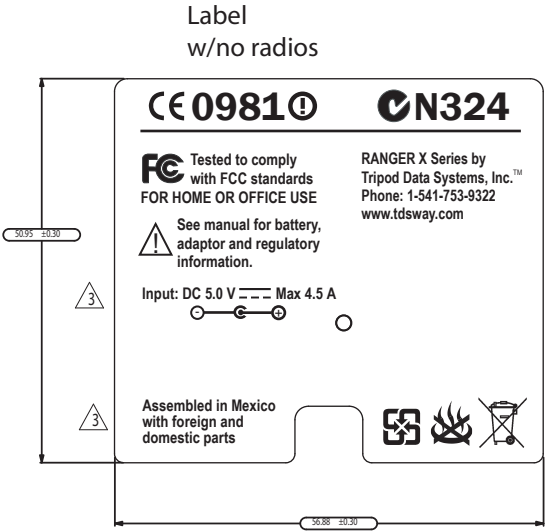 Label
w/no radios
CE0981
N324
FC Tested to comply
with FCC standards
FOR HOME OR OFFICE USE
RANGER X Series by
Tripod Data Systems, Inc.™
Phone: 1-541-753-9322
www.tdsway.com
50.95 ±0.30
! See manual for battery,
adaptor and regulatory
information.
3
Input: DC 5.0 V Max 4.5 A
- +
3
Assembled in Mexico
with foreign and
domestic parts
56.88 ±0.30